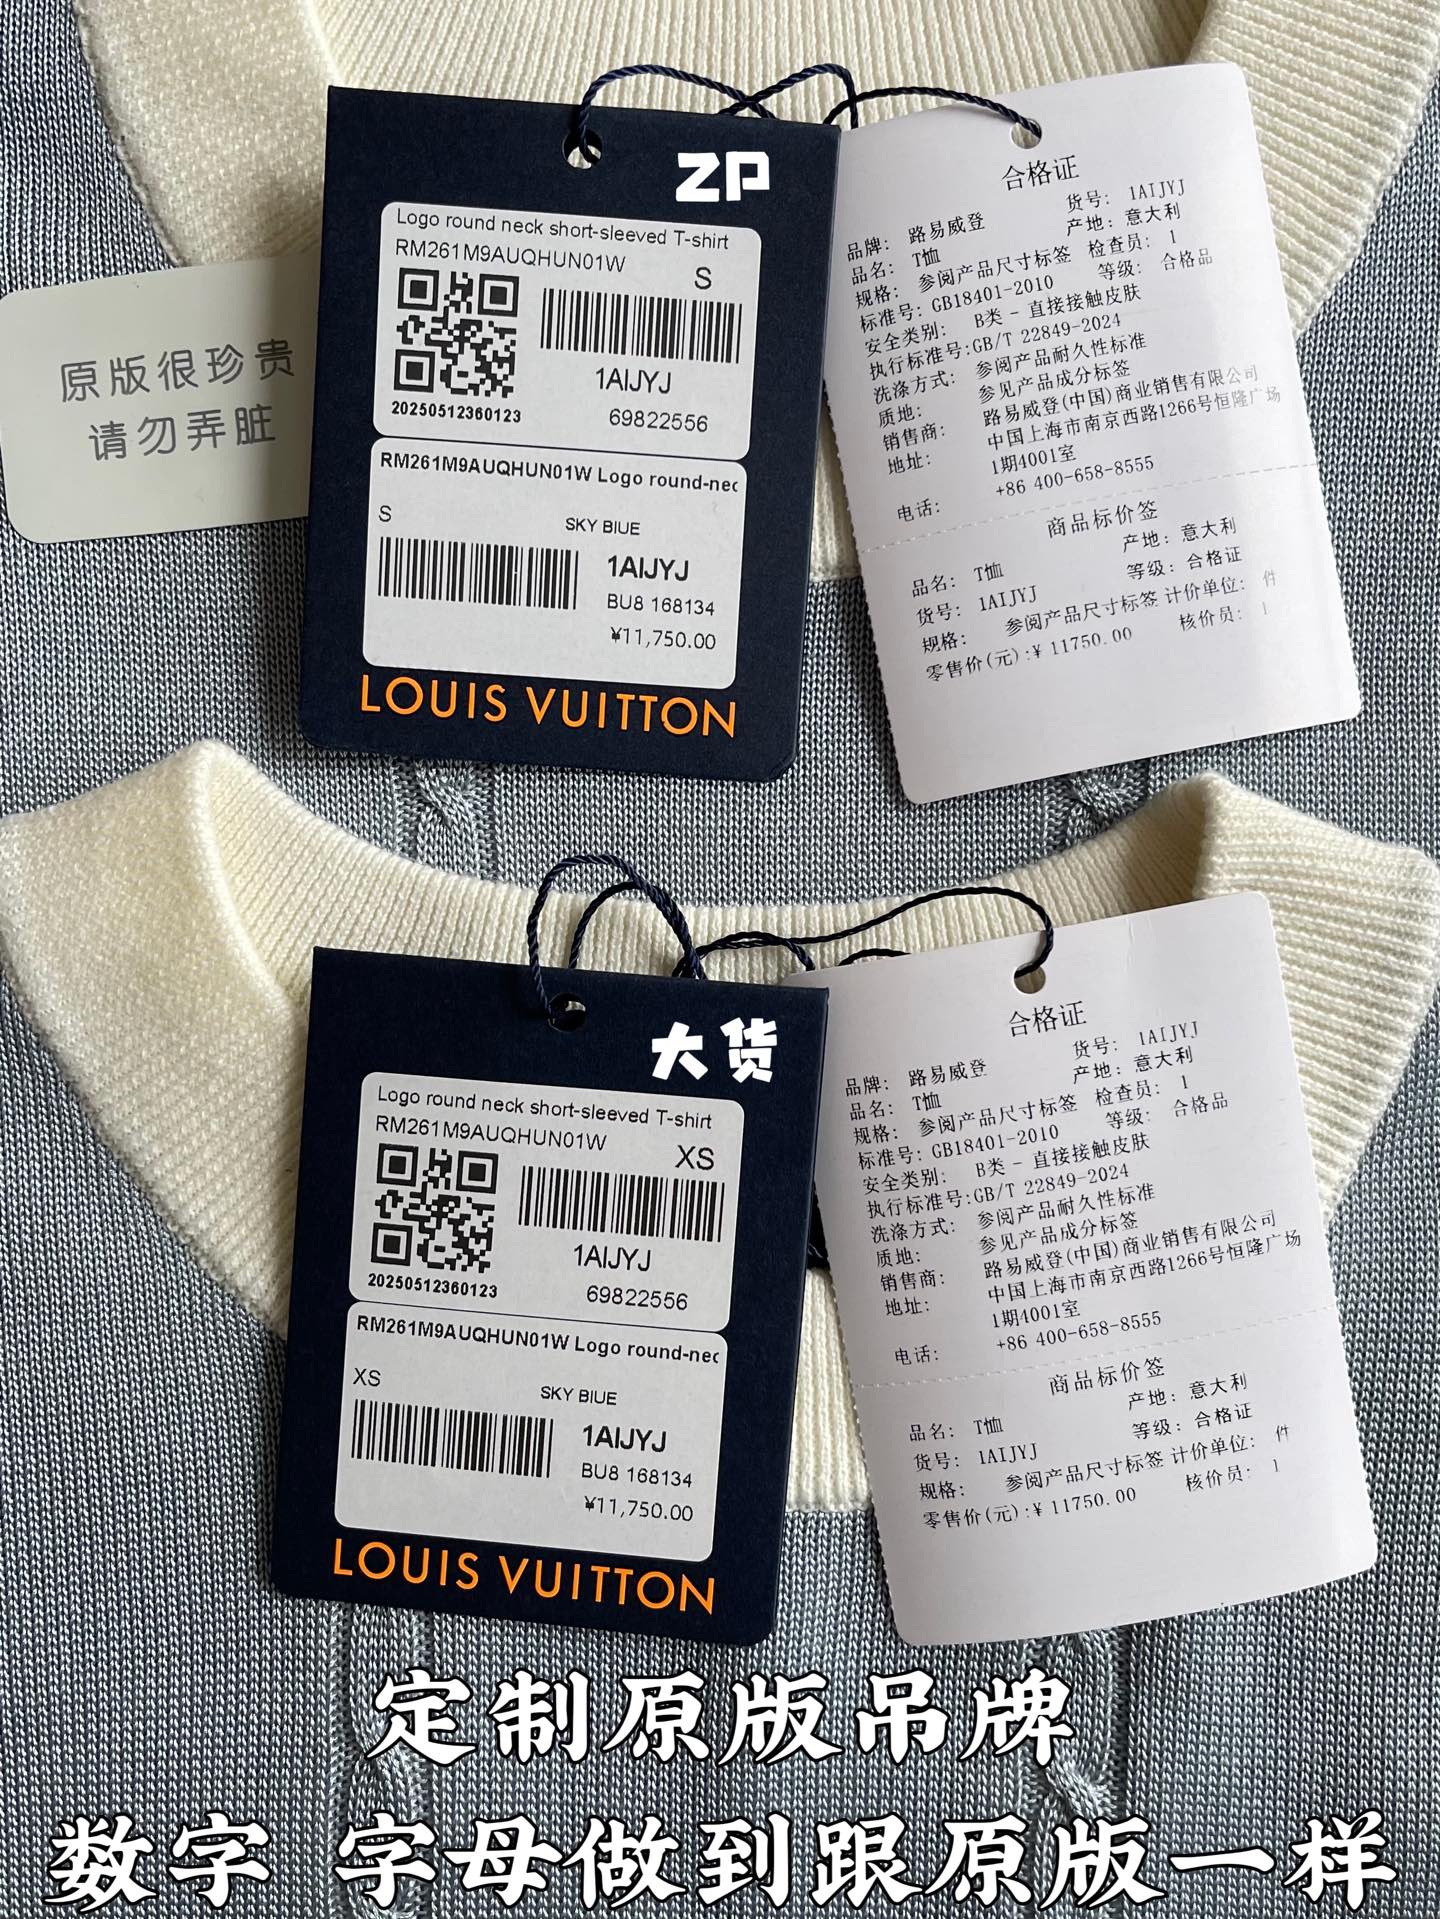 ZP
Logo round neck short-sleeved T-shirt
RM261M9AUQHUN01W
S
1AIJYJ
20250512360123
69822556
RM261M9AUQHUN01W Logo round-nec
S
SKY BIUE
1AIJYJ
BU8 168134
¥11,750.00
LOUIS VUITTON
原版很珍贵
请勿弄脏
合格证
货号: 1AIJYJ
品牌: 路易威登 产地: 意大利
品名: T恤
规格: 参阅产品尺寸标签 检查员: 1
标准号: GB18401-2010 等级: 合格品
安全类别: B类 - 直接接触皮肤
执行标准号:GB/T 22849-2024
洗涤方式: 参阅产品耐久性标准
质地: 参见产品成分标签
销售商: 路易威登(中国)商业销售有限公司
地址: 中国上海市南京西路1266号恒隆广场
1期4001室
电话: +86 400-658-8555
商品标价签
产地: 意大利
品名: T恤 等级: 合格证
货号: 1AIJYJ
规格: 参阅产品尺寸标签 计价单位: 件
零售价(元):¥ 11750.00 核价员: 1
大货
Logo round neck short-sleeved T-shirt
RM261M9AUQHUN01W
XS
1AIJYJ
20250512360123
69822556
RM261M9AUQHUN01W Logo round-nec
XS
SKY BIUE
1AIJYJ
BU8 168134
¥11,750.00
LOUIS VUITTON
合格证
货号: 1AIJYJ
品牌: 路易威登 产地: 意大利
品名: T恤
规格: 参阅产品尺寸标签 检查员: 1
标准号: GB18401-2010 等级: 合格品
安全类别: B类 - 直接接触皮肤
执行标准号:GB/T 22849-2024
洗涤方式: 参阅产品耐久性标准
质地: 参见产品成分标签
销售商: 路易威登(中国)商业销售有限公司
地址: 中国上海市南京西路1266号恒隆广场
1期4001室
电话: +86 400-658-8555
商品标价签
产地: 意大利
品名: T恤 等级: 合格证
货号: 1AIJYJ
规格: 参阅产品尺寸标签 计价单位: 件
零售价(元):¥ 11750.00 核价员: 1
定制原版吊牌
数字 字母做到跟原版一样